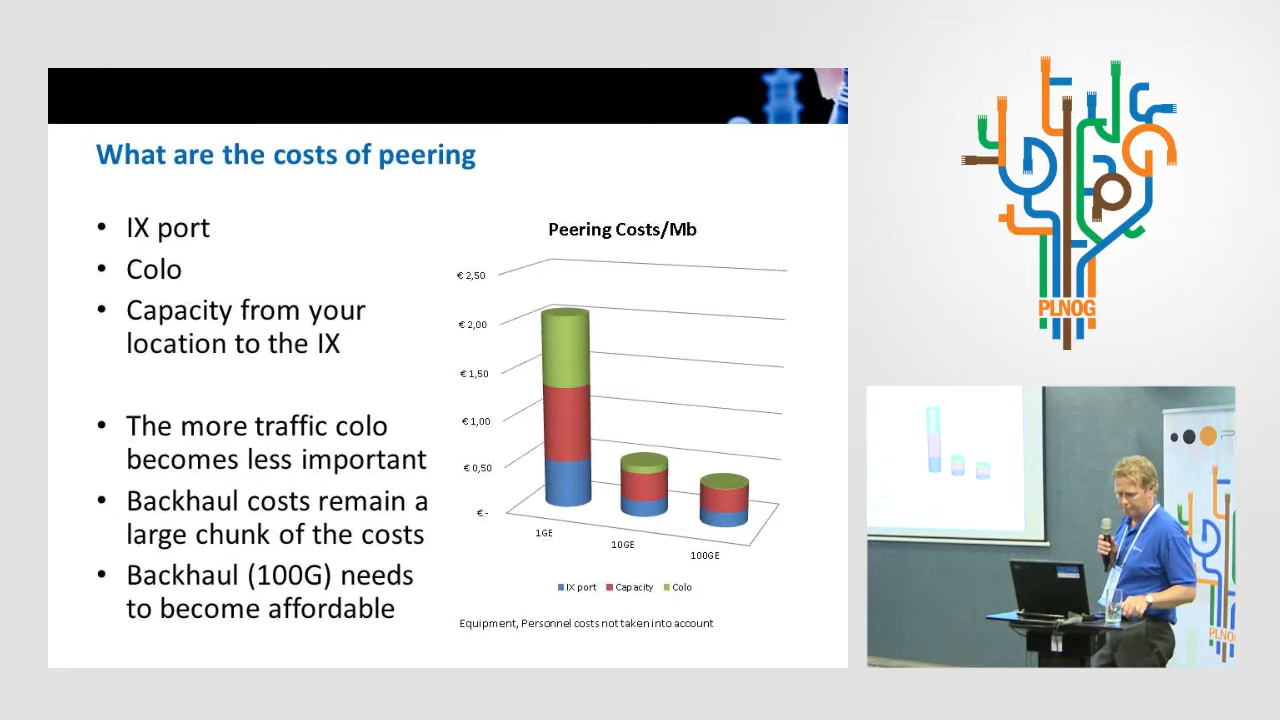 What are the costs of peering
• IX port
• Colo
• Capacity from your
location to the IX
• The more traffic colo
becomes less important
• Backhaul costs remain a
large chunk of the costs
• Backhaul (100G) needs
to become affordable
Peering Costs/Mb
€ 2,50
€ 2,00
€ 1,50
€ 1,00
€ 0,50
€ -
1GE
10GE
100GE
IX port Capacity Colo
Equipment, Personnel costs not taken into account
PLNOG
PLNOG